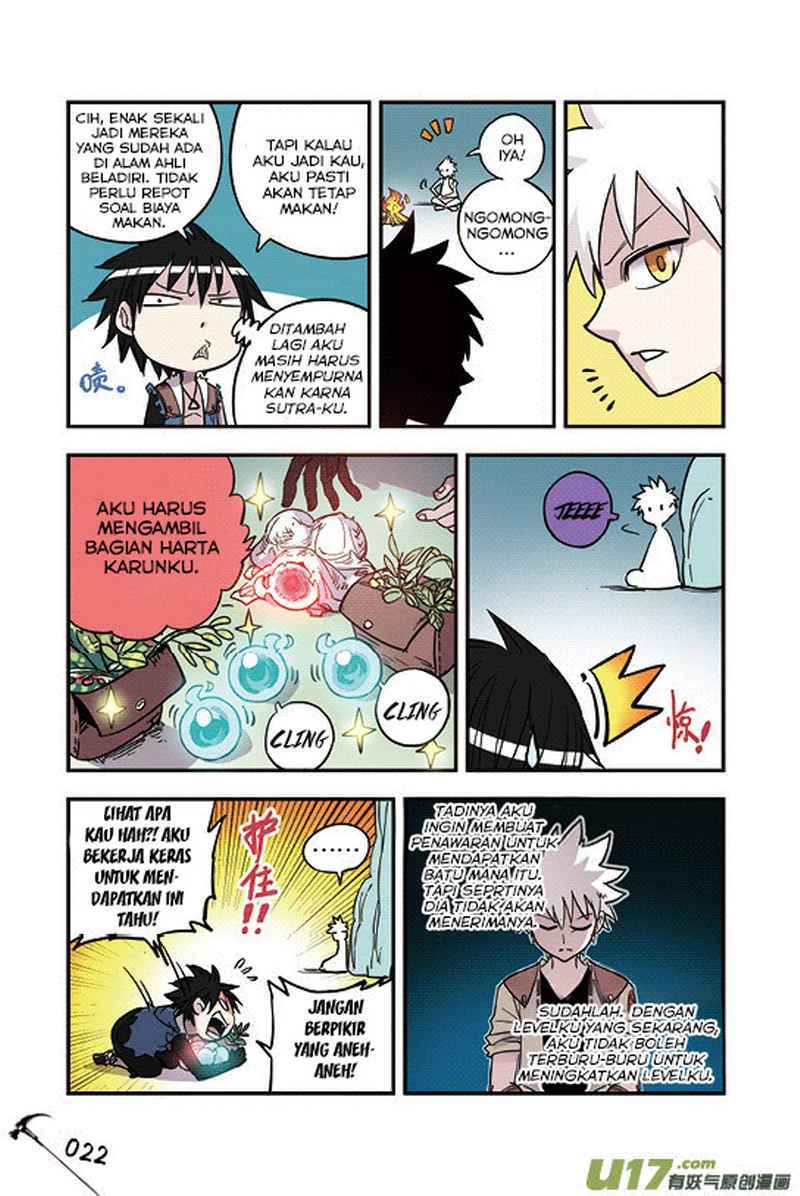 CIH, ENAK SEKALI
JADI MEREKA
YANG SUDAH ADA
DI ALAM AHLI
BELADIRI. TIDAK
PERLU REPOT
SOAL BIAYA
MAKAN.
TAPI KALAU
AKU JADI KAU,
AKU PASTI
AKAN TETAP
MAKAN!
DITAMBAH
LAGI AKU
MASIH HARUS
MENYEMPURNA
KAN KARNA
SUTRA-KU.
啧。
OH
IYA!
NGOMONG-
NGOMONG
...
AKU HARUS
MENGAMBIL
BAGIAN HARTA
KARUNKU.
CLING
CLING
TEEEE
惊!
LIHAT APA
KAU HAH?! AKU
BEKERJA KERAS
UNTUK MEN-
DAPATKAN INI
TAHU!
护住!!
......
JANGAN
BERPIKIR
YANG ANEH-
ANEH!
TADINYA AKU
INGIN MEMBUAT
PENAWARAN UNTUK
MENDAPATKAN
BATU MANA ITU.
TAPI SEPRTINYA
DIA TIDAK AKAN
MENERIMANYA.
SUDAHLAH. DENGAN
LEVELKU YANG SEKARANG,
AKU TIDAK BOLEH
TERBURU-BURU UNTUK
MENINGKATKAN LEVELKU.
022
U17.com
有妖气原创漫画